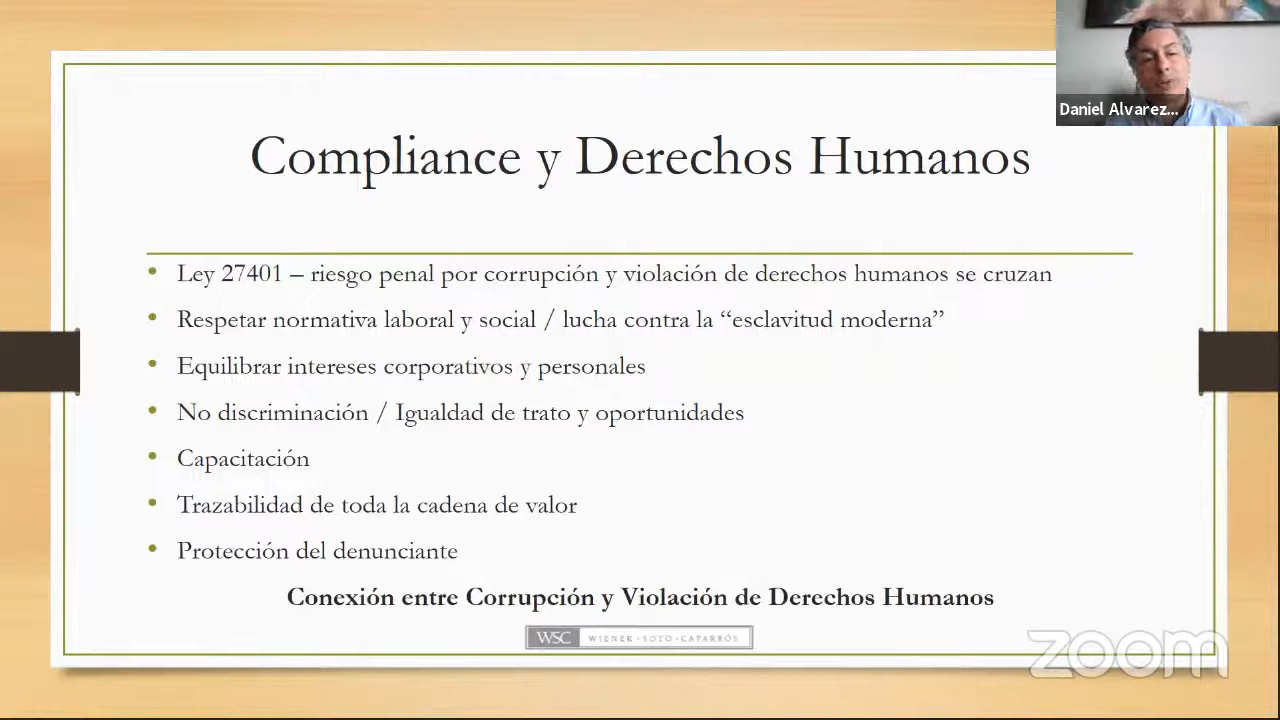 Daniel Alvarez...
Compliance y Derechos Humanos
• Ley 27401 – riesgo penal por corrupción y violación de derechos humanos se cruzan
• Respetar normativa laboral y social / lucha contra la “esclavitud moderna”
• Equilibrar intereses corporativos y personales
• No discriminación / Igualdad de trato y oportunidades
• Capacitación
• Trazabilidad de toda la cadena de valor
• Protección del denunciante
Conexión entre Corrupción y Violación de Derechos Humanos
WSC WIENER·SOTO·CAPARRÓS
zoom